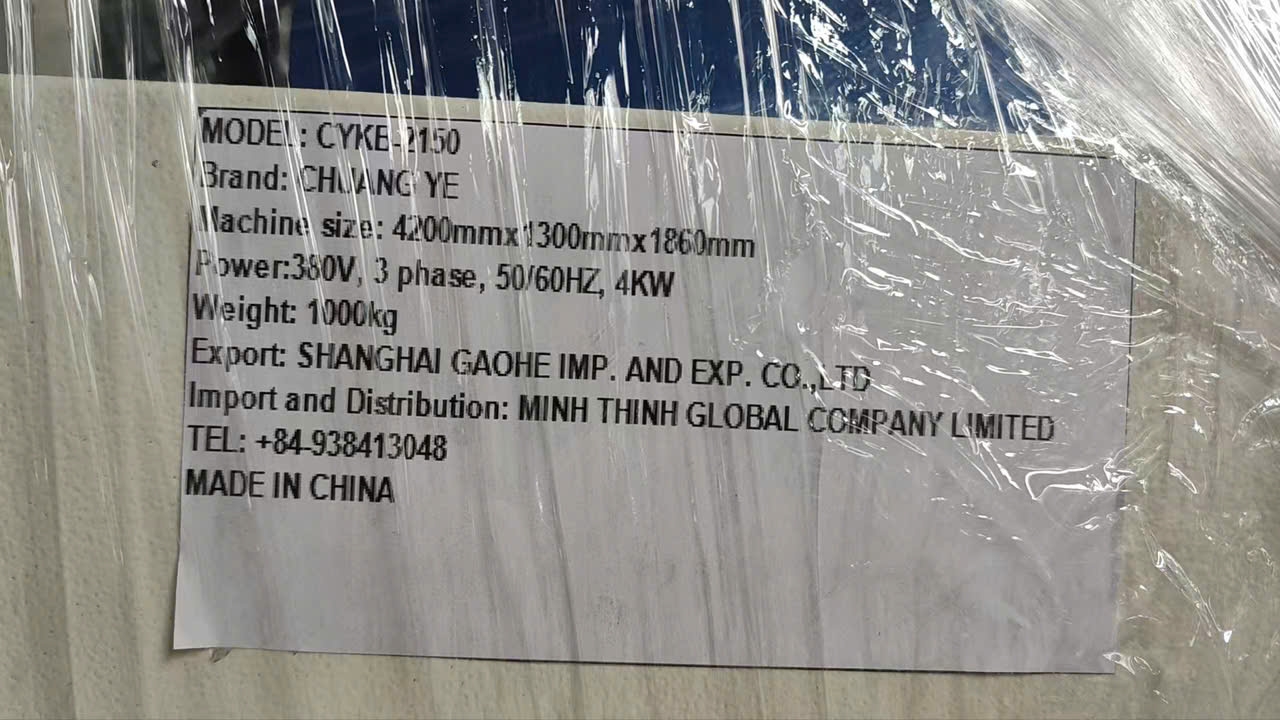 MODEL: CYKE-2150
Brand: CHUANG YE
Machine size: 4200mmx1300mmx1860mm
Power:380V, 3 phase, 50/60HZ, 4KW
Weight: 1000kg
Export: SHANGHAI GAOHE IMP. AND EXP. CO.,LTD
Import and Distribution: MINH THINH GLOBAL COMPANY LIMITED
TEL: +84-938413048
MADE IN CHINA